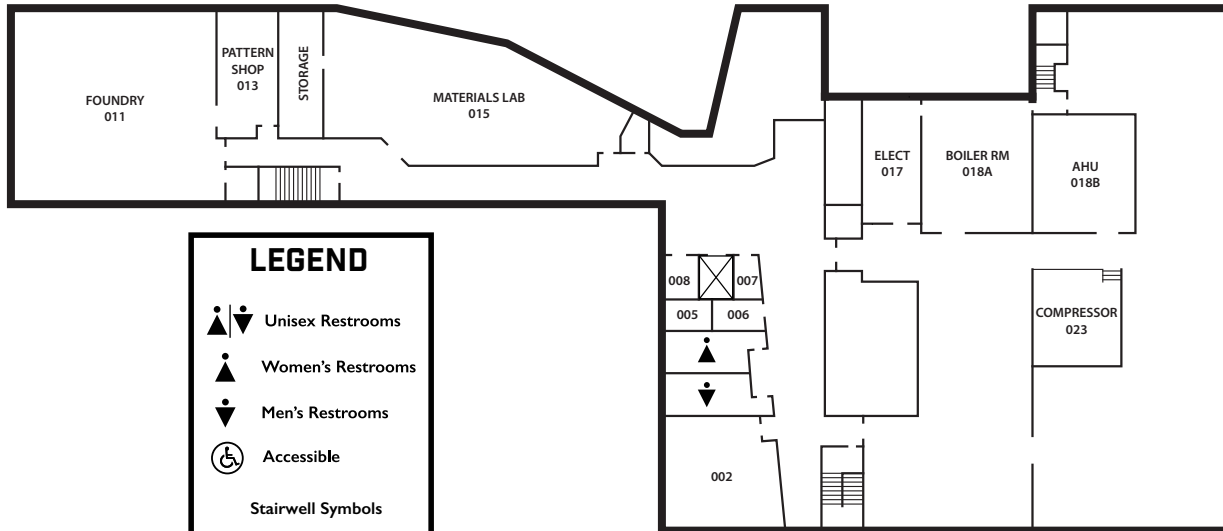 PATTERN
SHOP
013
STORAGE
FOUNDRY
011
MATERIALS LAB
015
ELECT
017
BOILER RM
018A
AHU
018B
008
007
005
006
COMPRESSOR
023
002
LEGEND
Unisex Restrooms
Women's Restrooms
Men's Restrooms
Accessible
Stairwell Symbols